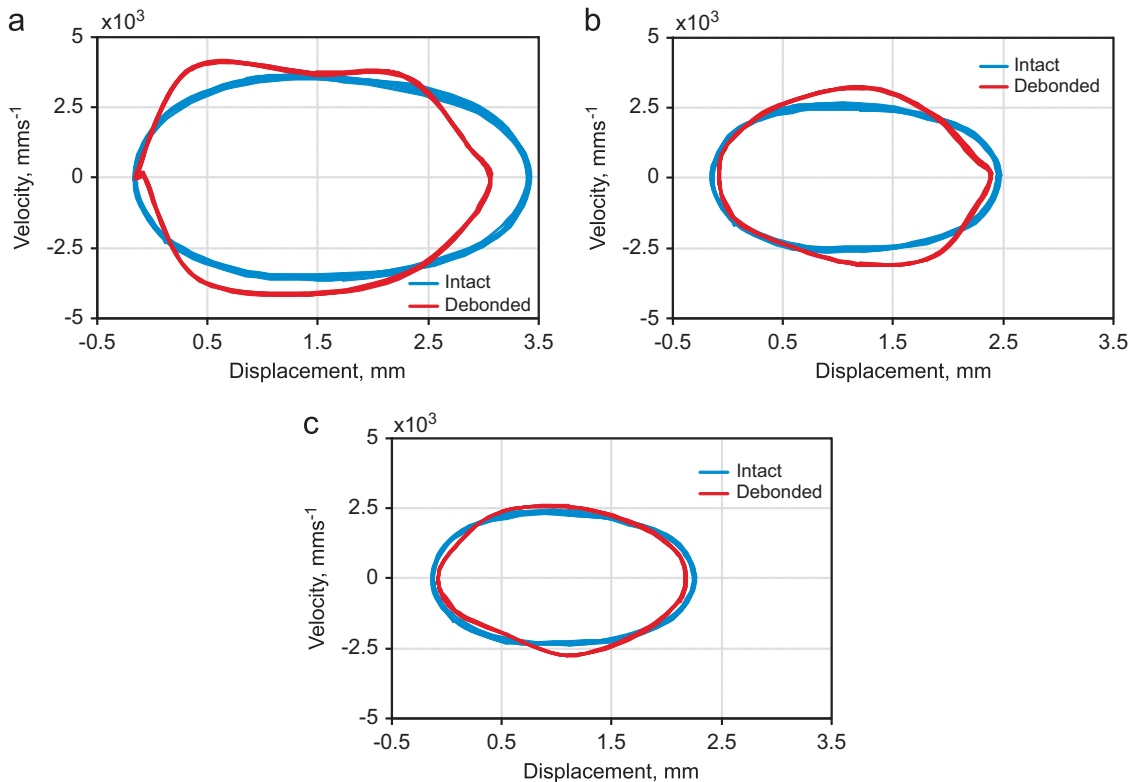 a
x10³
5
2.5
0
-2.5
-5
Velocity, mms⁻¹
Intact
Debonded
-0.5
0.5
1.5
2.5
3.5
Displacement, mm
b
x10³
5
2.5
0
-2.5
-5
Velocity, mms⁻¹
Intact
Debonded
-0.5
0.5
1.5
2.5
3.5
Displacement, mm
c
x10³
5
2.5
0
-2.5
-5
Velocity, mms⁻¹
Intact
Debonded
-0.5
0.5
1.5
2.5
3.5
Displacement, mm